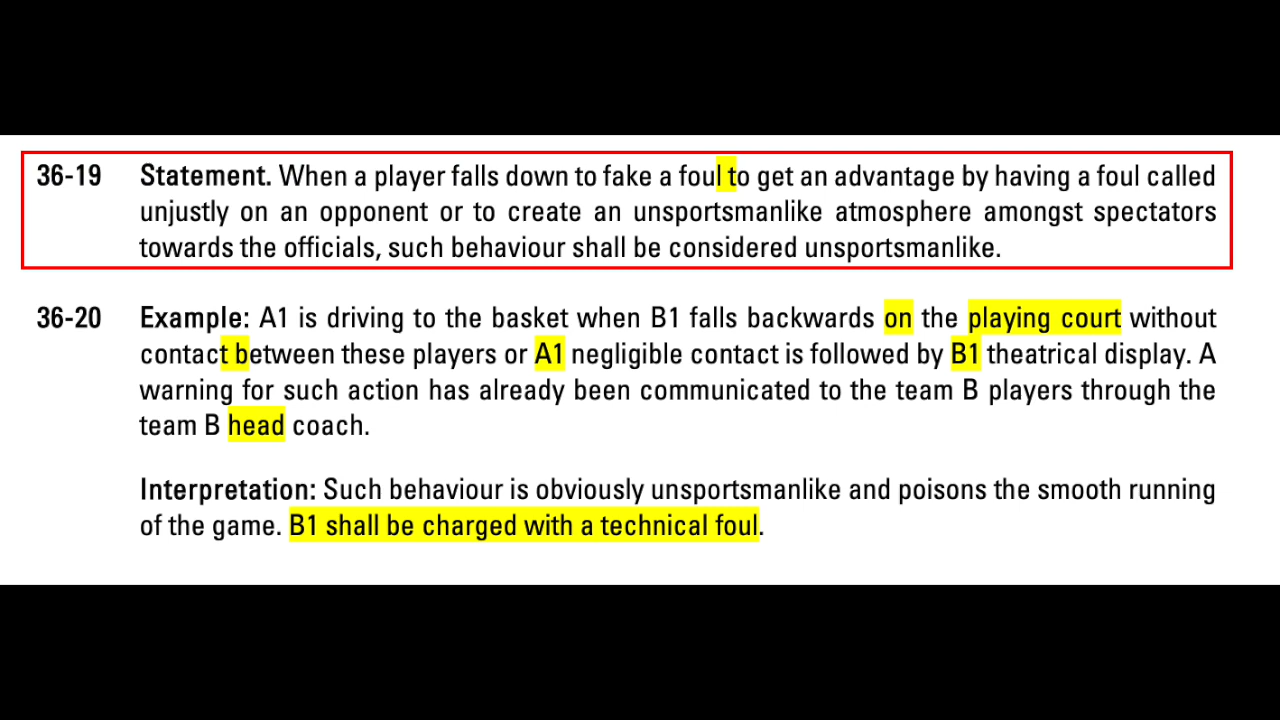 36-19 Statement. When a player falls down to fake a foul to get an advantage by having a foul called
unjustly on an opponent or to create an unsportsmanlike atmosphere amongst spectators
towards the officials, such behaviour shall be considered unsportsmanlike.
36-20 Example: A1 is driving to the basket when B1 falls backwards on the playing court without
contact between these players or A1 negligible contact is followed by B1 theatrical display. A
warning for such action has already been communicated to the team B players through the
team B head coach.
Interpretation: Such behaviour is obviously unsportsmanlike and poisons the smooth running
of the game. B1 shall be charged with a technical foul.